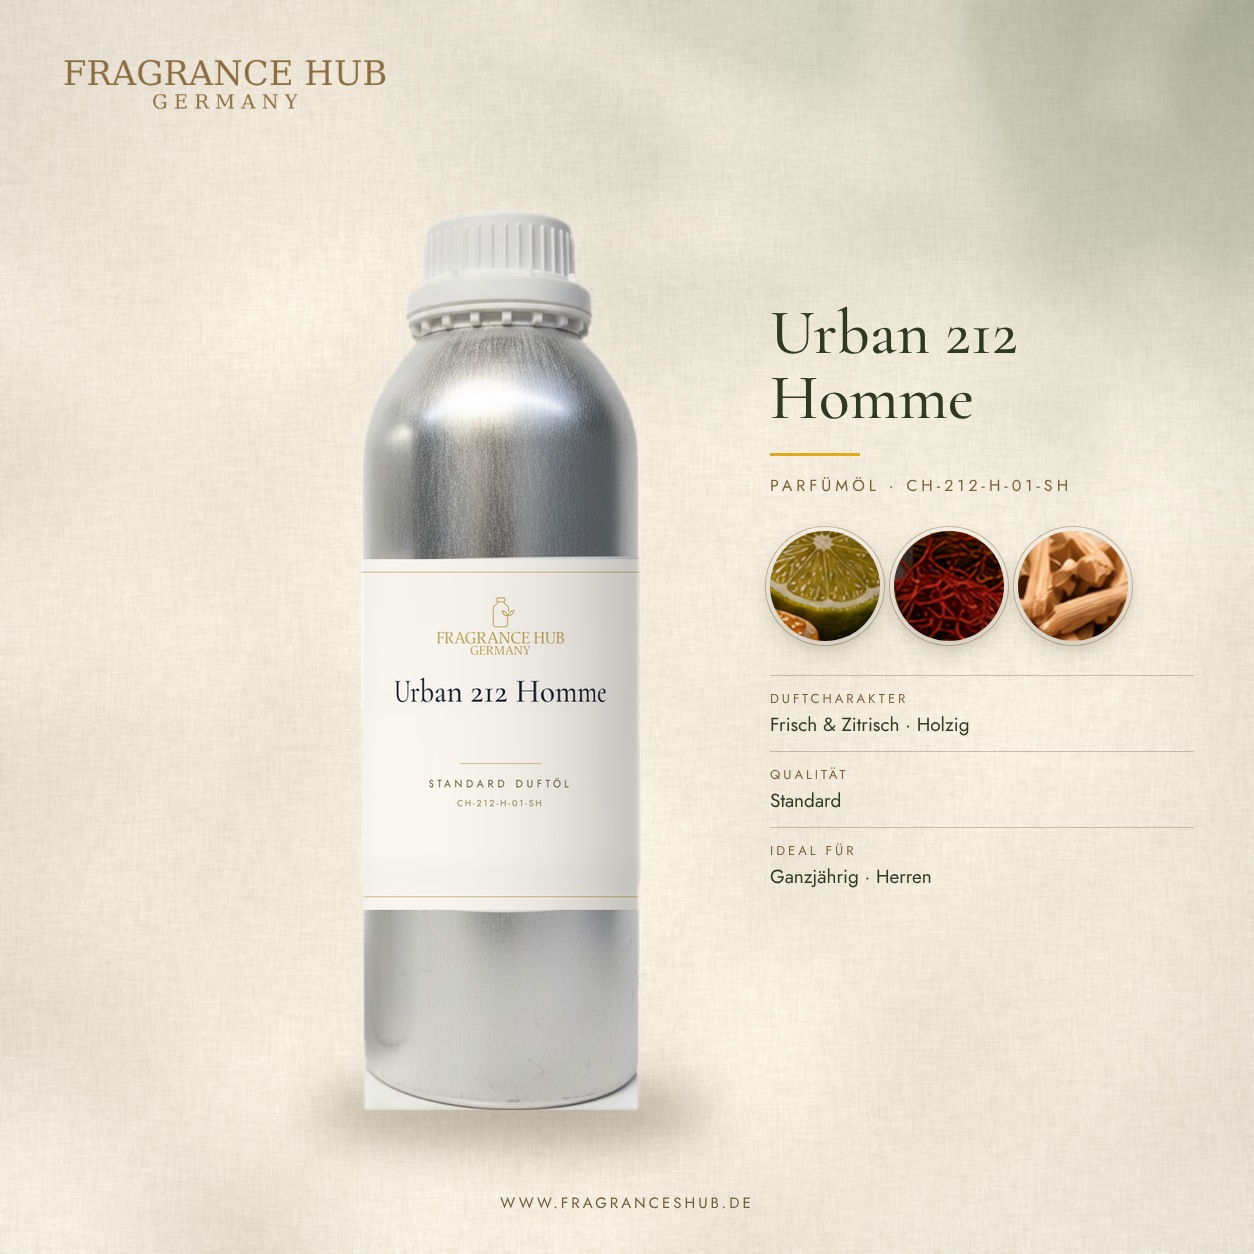 FRAGRANCE HUB
GERMANY
Urban 212
Homme
PARFÜMÖL · CH-212-H-01-SH
DUFTCHARAKTER
Frisch & Zitrisch · Holzig
QUALITÄT
Standard
IDEAL FÜR
Ganzjährig · Herren
FRAGRANCE HUB
GERMANY
Urban 212 Homme
STANDARD DUFTÖL
CH-212-H-01-SH
WWW.FRAGRANCESHUB.DE